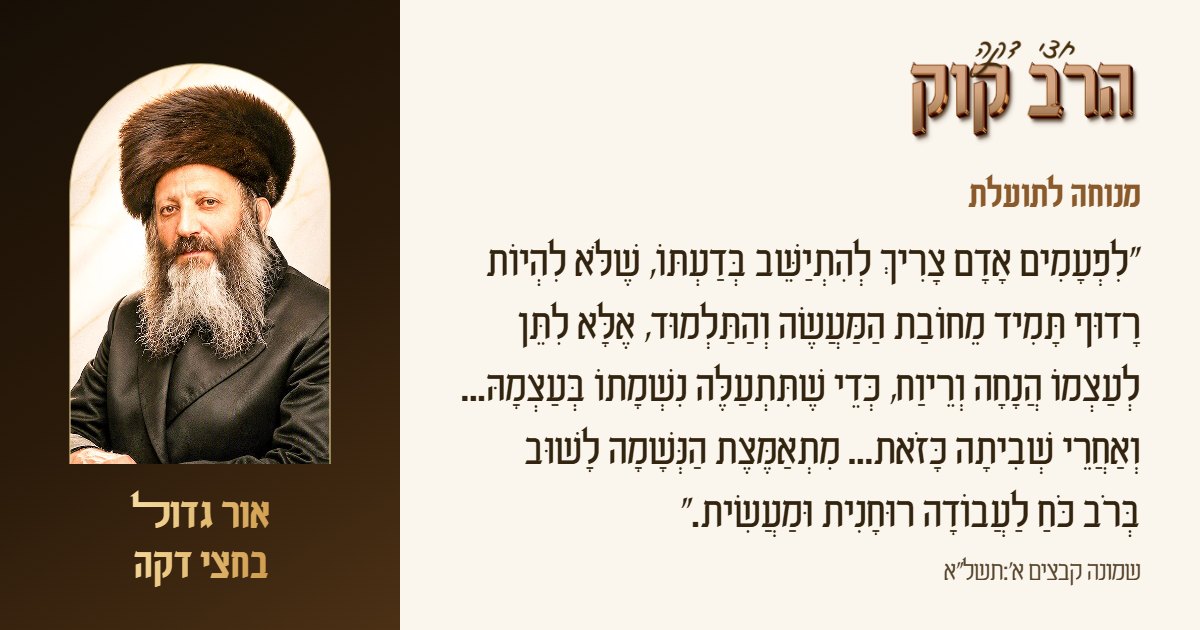 חצי דקה
הרב קוק
מנוחה לתועלת
"לִפְעָמִים אָדָם צָרִיךְ לְהִתְיַשֵּׁב בְּדַעְתּוֹ, שֶׁלֹּא לִהְיוֹת
רָדוּף תָּמִיד מֵחוֹבַת הַמַּעֲשֶׂה וְהַתַּלְמוּד, אֶלָּא לִתֵּן
לְעַצְמוֹ הֲנָחָה וְרֵיוַח, כְּדֵי שֶׁתִּתְעַלֶּה נִשְׁמָתוֹ בְּעַצְמָהּ...
וְאַחֲרֵי שְׁבִיתָה כָּזֹאת... מִתְאַמֶּצֶת הַנְּשָׁמָה לָשׁוּב
בְּרֹב כֹּחַ לַעֲבוֹדָה רוּחָנִית וּמַעֲשִׂית."
שמונה קבצים א':תשל"א
אור גדול
בחצי דקה